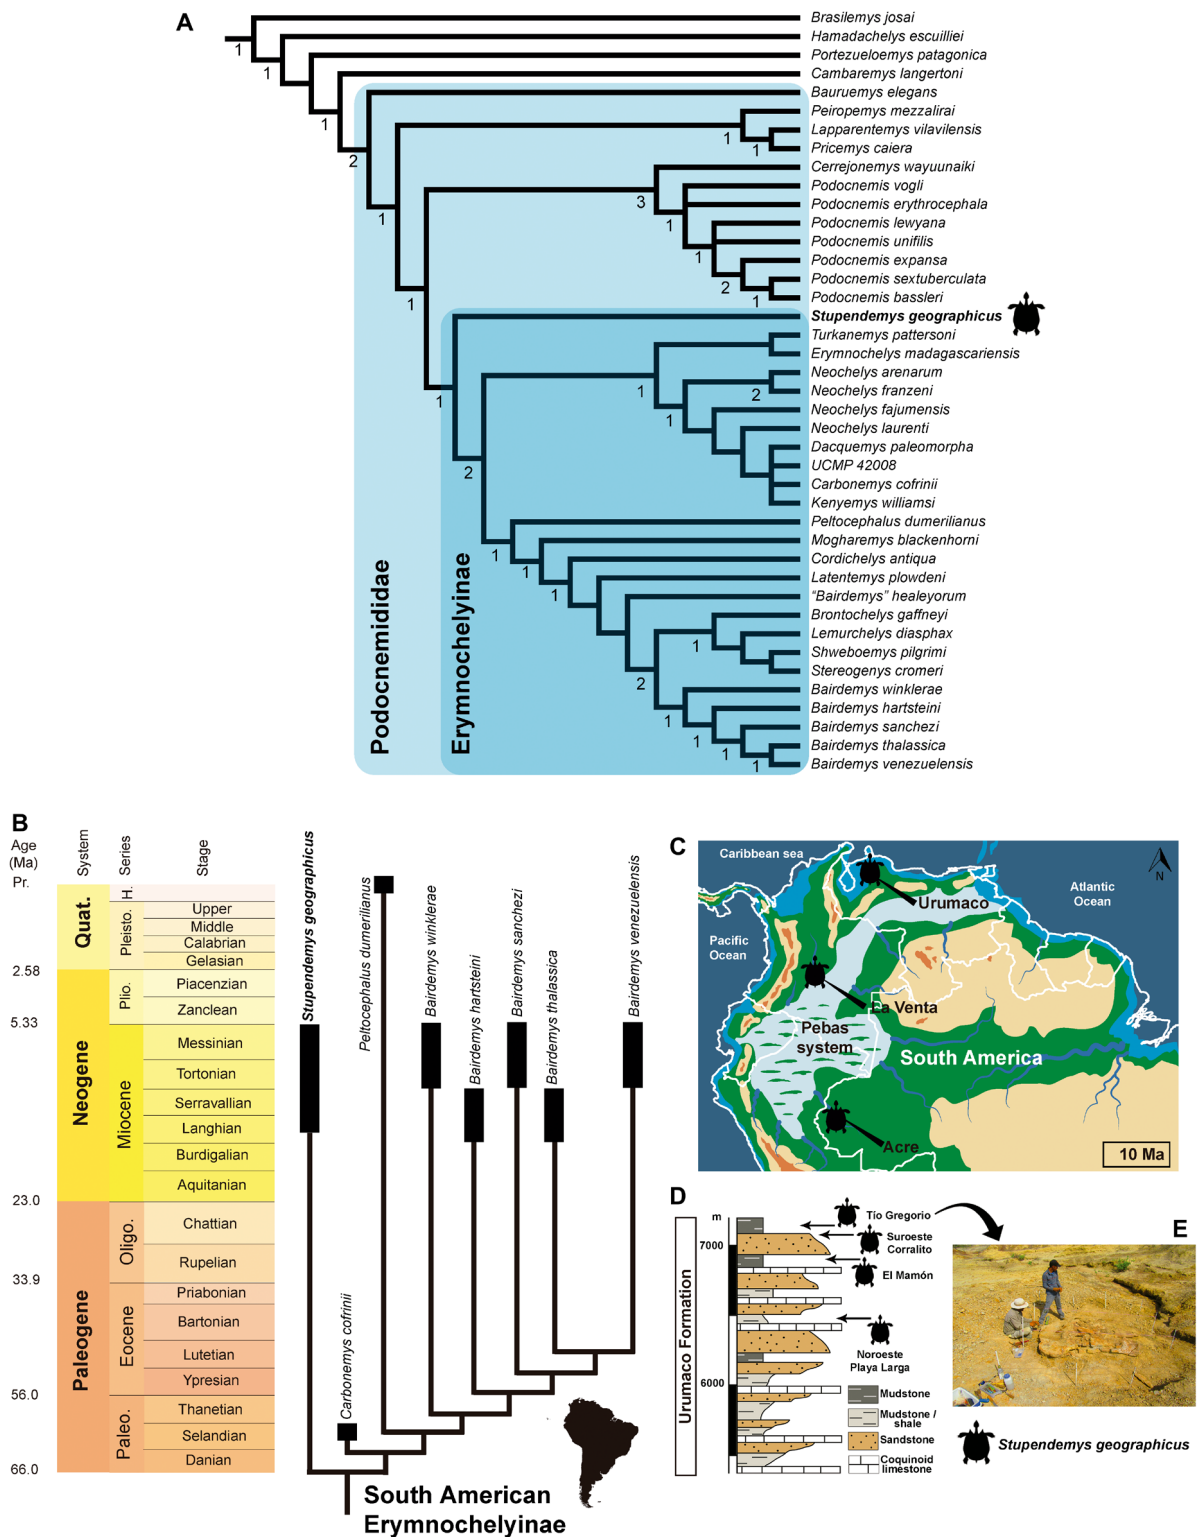 A
Brasilemys josai
Hamadachelys escuilliei
Portezueloemys patagonica
Cambaremys langertoni
Bauruemys elegans
Peiropemys mezzalirai
Lapparentemys vilavilensis
Pricemys caiera
Cerrejonemys wayuunaiki
Podocnemis vogli
Podocnemis erythrocephala
Podocnemis lewyana
Podocnemis unifilis
Podocnemis expansa
Podocnemis sextuberculata
Podocnemis bassleri
Stupendemys geographicus
Turkanemys pattersoni
Erymnochelys madagascariensis
Neochelys arenarum
Neochelys franzeni
Neochelys fajumensis
Neochelys laurenti
Dacquemys paleomorpha
UCMP 42008
Carbonemys cofrinii
Kenyemys williamsi
Peltocephalus dumerilianus
Mogharemys blackenhorni
Cordichelys antiqua
Latentemys plowdeni
"Bairdemys" healeyorum
Brontochelys gaffneyi
Lemurchelys diasphax
Shweboemys pilgrimi
Stereogenys cromeri
Bairdemys winklerae
Bairdemys hartsteini
Bairdemys sanchezi
Bairdemys thalassica
Bairdemys venezuelensis
1
1
1
2
1
1
1
1
3
1
1
2
1
1
1
1
2
2
1
1
1
1
2
1
1
1
1
Podocnemididae
Erymnochelyinae
B
Age
(Ma)
Pr.
2.58
5.33
23.0
33.9
56.0
66.0
System
Series
Stage
Quat.
Neogene
Paleogene
H.
Pleisto.
Plio.
Miocene
Oligo.
Eocene
Paleo.
Upper
Middle
Calabrian
Gelasian
Piacenzian
Zanclean
Messinian
Tortonian
Serravallian
Langhian
Burdigalian
Aquitanian
Chattian
Rupelian
Priabonian
Bartonian
Lutetian
Ypresian
Thanetian
Selandian
Danian
Stupendemys geographicus
Carbonemys cofrinii
Peltocephalus dumerilianus
Bairdemys winklerae
Bairdemys hartsteini
Bairdemys sanchezi
Bairdemys thalassica
Bairdemys venezuelensis
South American
Erymnochelyinae
C
Caribbean sea
Atlantic
Ocean
Pacific
Ocean
N
Urumaco
La Venta
Pebas
system
South America
Acre
10 Ma
D
Urumaco Formation
m
7000
6000
Tío Gregorio
Suroeste
Corralito
El Mamón
Noroeste
Playa Larga
Mudstone
Mudstone /
shale
Sandstone
Coquinoid
limestone
E
Stupendemys geographicus